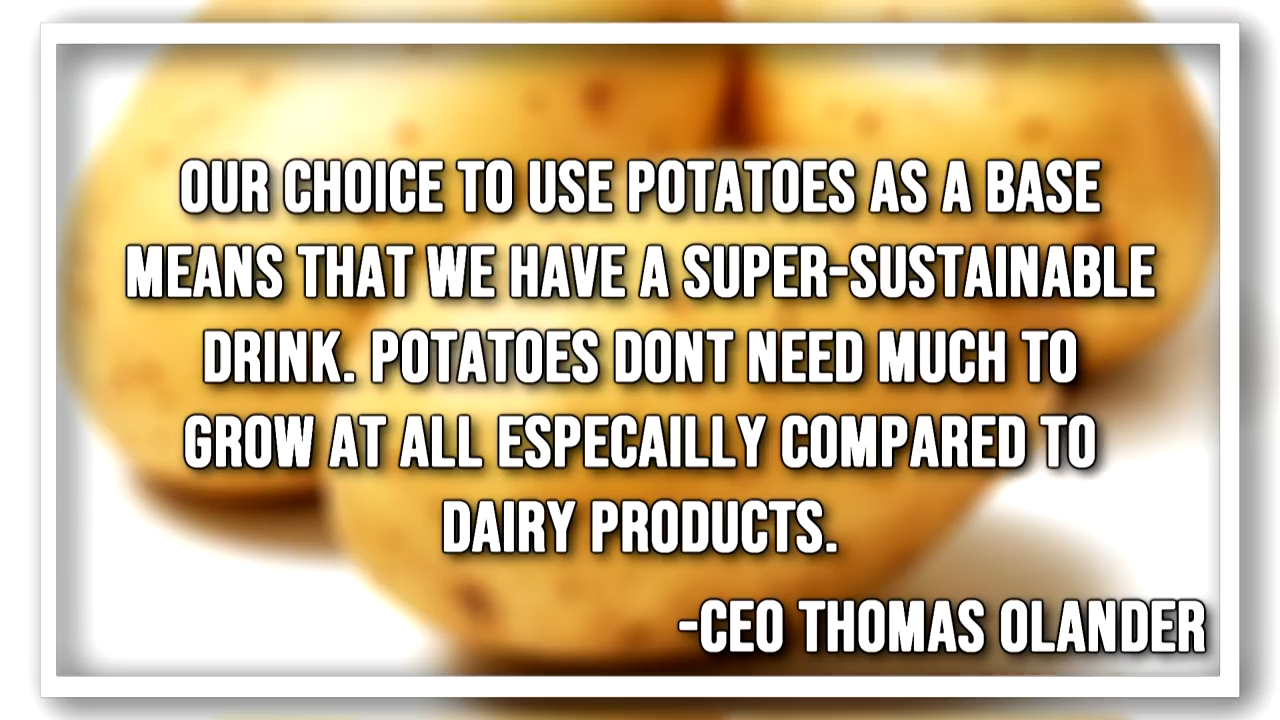 OUR CHOICE TO USE POTATOES AS A BASE
MEANS THAT WE HAVE A SUPER-SUSTAINABLE
DRINK. POTATOES DONT NEED MUCH TO
GROW AT ALL ESPECAILLY COMPARED TO
DAIRY PRODUCTS.
-CEO THOMAS OLANDER